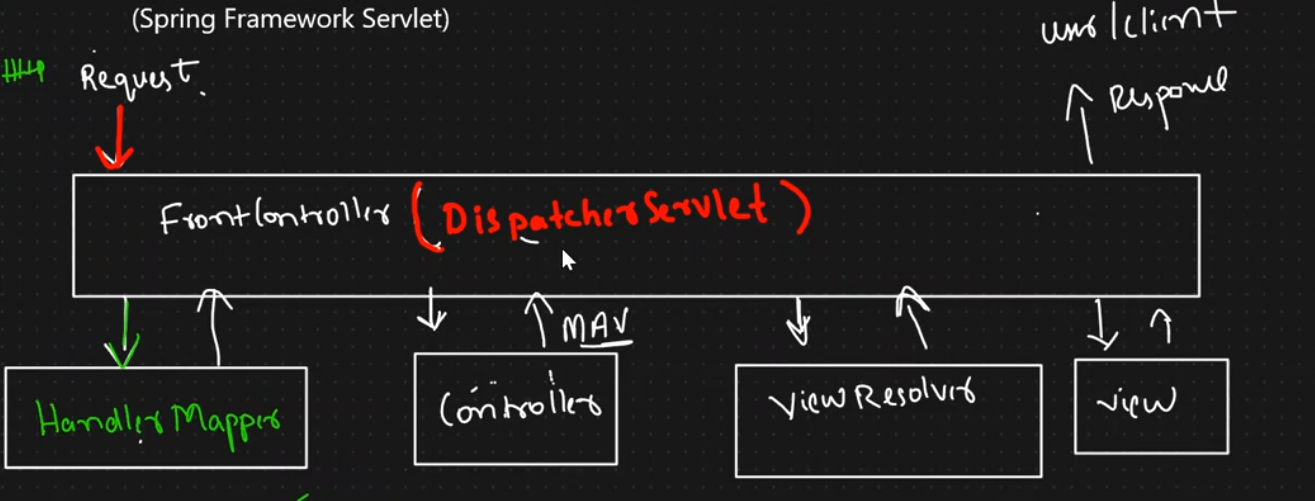 (Spring Framework Servlet)
Request.
user/client
Response
FrontController (DispatcherServlet)
MAV
Handler Mapper
Controller
View Resolver
view